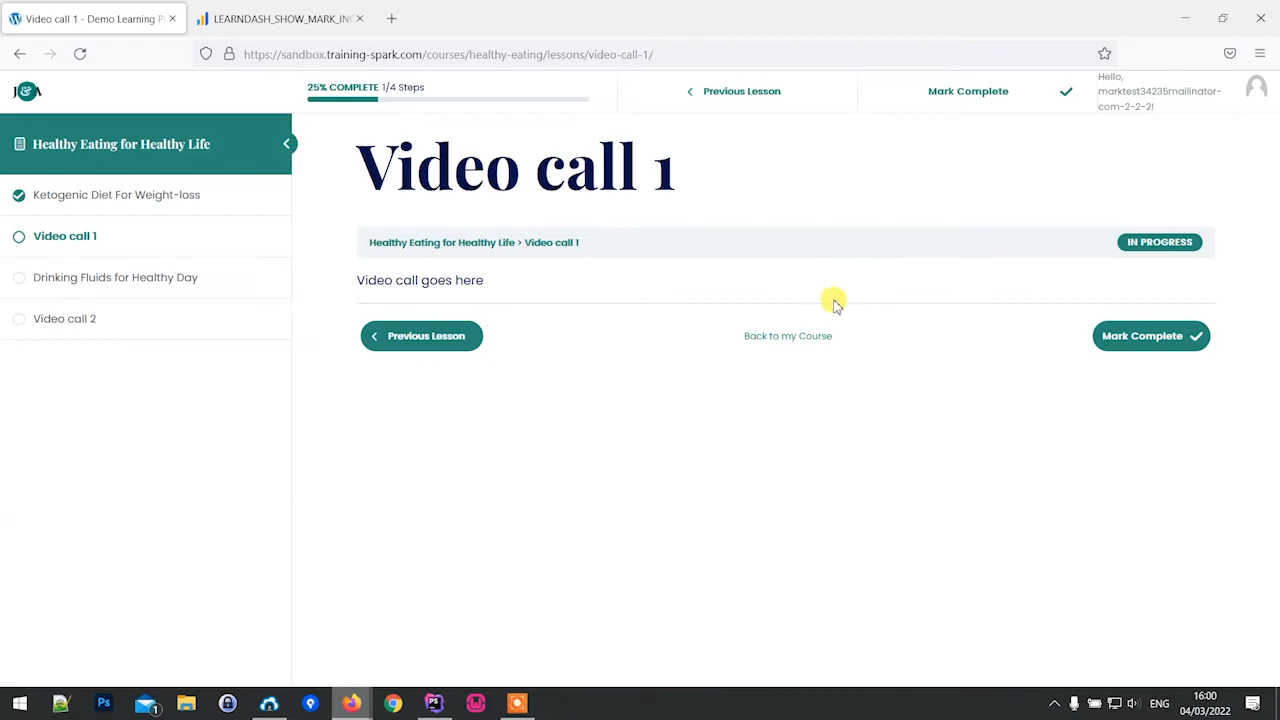 Video call 1 - Demo Learning Pl
LEARNDASH_SHOW_MARK_INC
https://sandbox.training-spark.com/courses/healthy-eating/lessons/video-call-1/
J&A
25% COMPLETE 1/4 Steps
Previous Lesson
Mark Complete
Hello,
marktest34235mailinator-
com-2-2-2!
Healthy Eating for Healthy Life
Ketogenic Diet For Weight-loss
Video call 1
Drinking Fluids for Healthy Day
Video call 2
Video call 1
Healthy Eating for Healthy Life > Video call 1
IN PROGRESS
Video call goes here
Previous Lesson
Back to my Course
Mark Complete
Ps
1
PS
ENG
16:00
04/03/2022